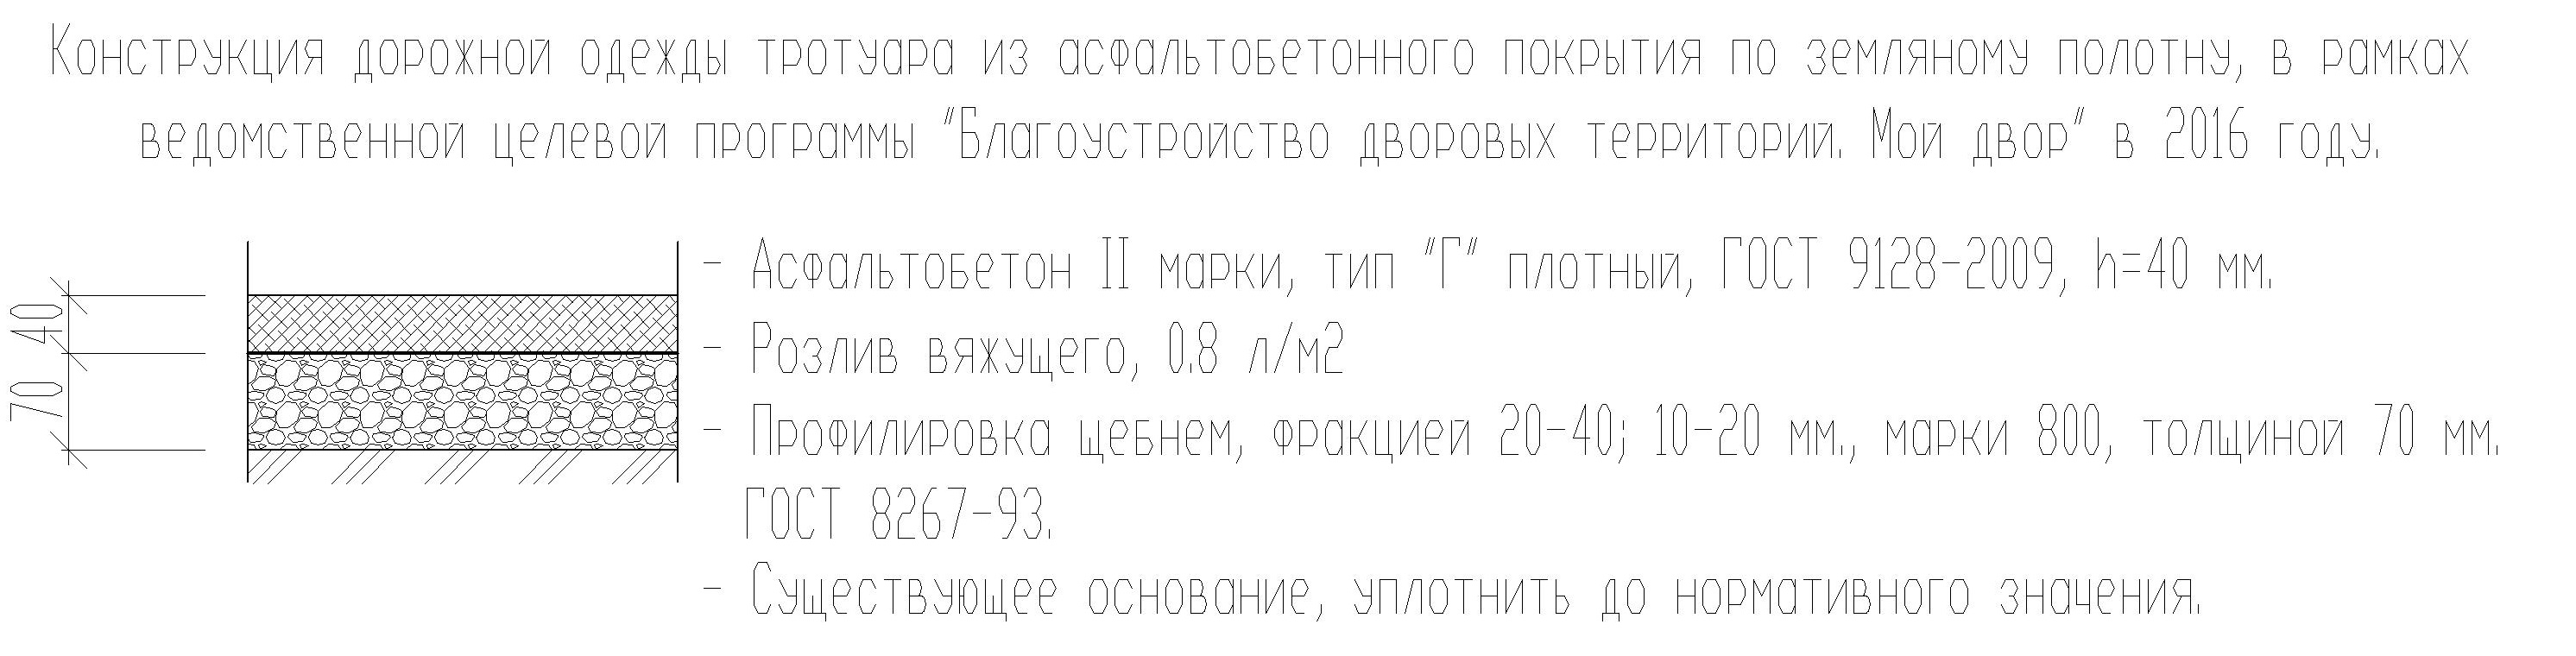 Конструкция дорожной одежды тротуара из асфальтобетонного покрытия по земляному полотну, в рамках
ведомственной целевой программы "Благоустройство дворовых территорий. Мой двор" в 2016 году.
40
70
- Асфальтобетон II марки, тип "Г" плотный, ГОСТ 9128-2009, h=40 мм.
- Розлив вяжущего, 0.8 л/м2
- Профилировка щебнем, фракцией 20-40; 10-20 мм., марки 800, толщиной 70 мм.
ГОСТ 8267-93.
- Существующее основание, уплотнить до нормативного значения.